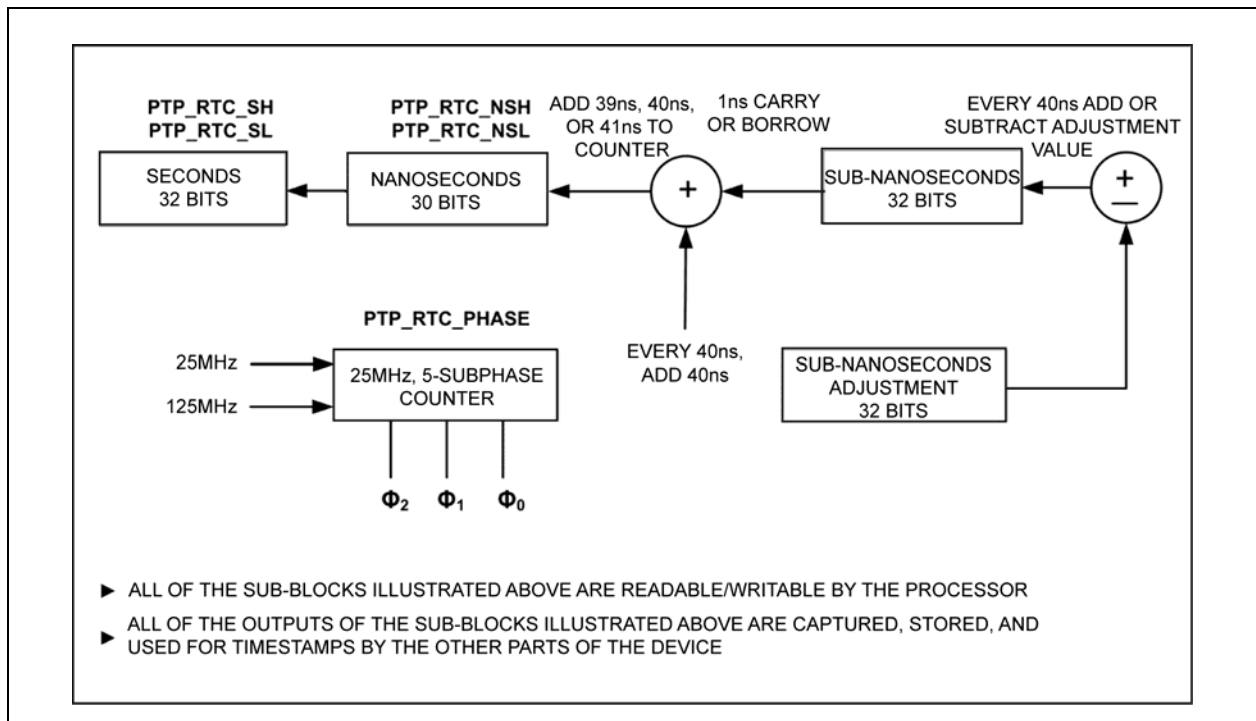 PTP_RTC_SH
PTP_RTC_SL
SECONDS
32 BITS
PTP_RTC_NSH
PTP_RTC_NSL
NANOSECONDS
30 BITS
ADD 39ns, 40ns,
OR 41ns TO
COUNTER
+
1ns CARRY
OR BORROW
SUB-NANOSECONDS
32 BITS
EVERY 40ns ADD OR
SUBTRACT ADJUSTMENT
VALUE
+
—
PTP_RTC_PHASE
25MHz
125MHz
25MHz, 5-SUBPHASE
COUNTER
Φ₂ Φ₁ Φ₀
EVERY 40ns,
ADD 40ns
SUB-NANOSECONDS
ADJUSTMENT
32 BITS
► ALL OF THE SUB-BLOCKS ILLUSTRATED ABOVE ARE READABLE/WRITABLE BY THE PROCESSOR
► ALL OF THE OUTPUTS OF THE SUB-BLOCKS ILLUSTRATED ABOVE ARE CAPTURED, STORED, AND
USED FOR TIMESTAMPS BY THE OTHER PARTS OF THE DEVICE